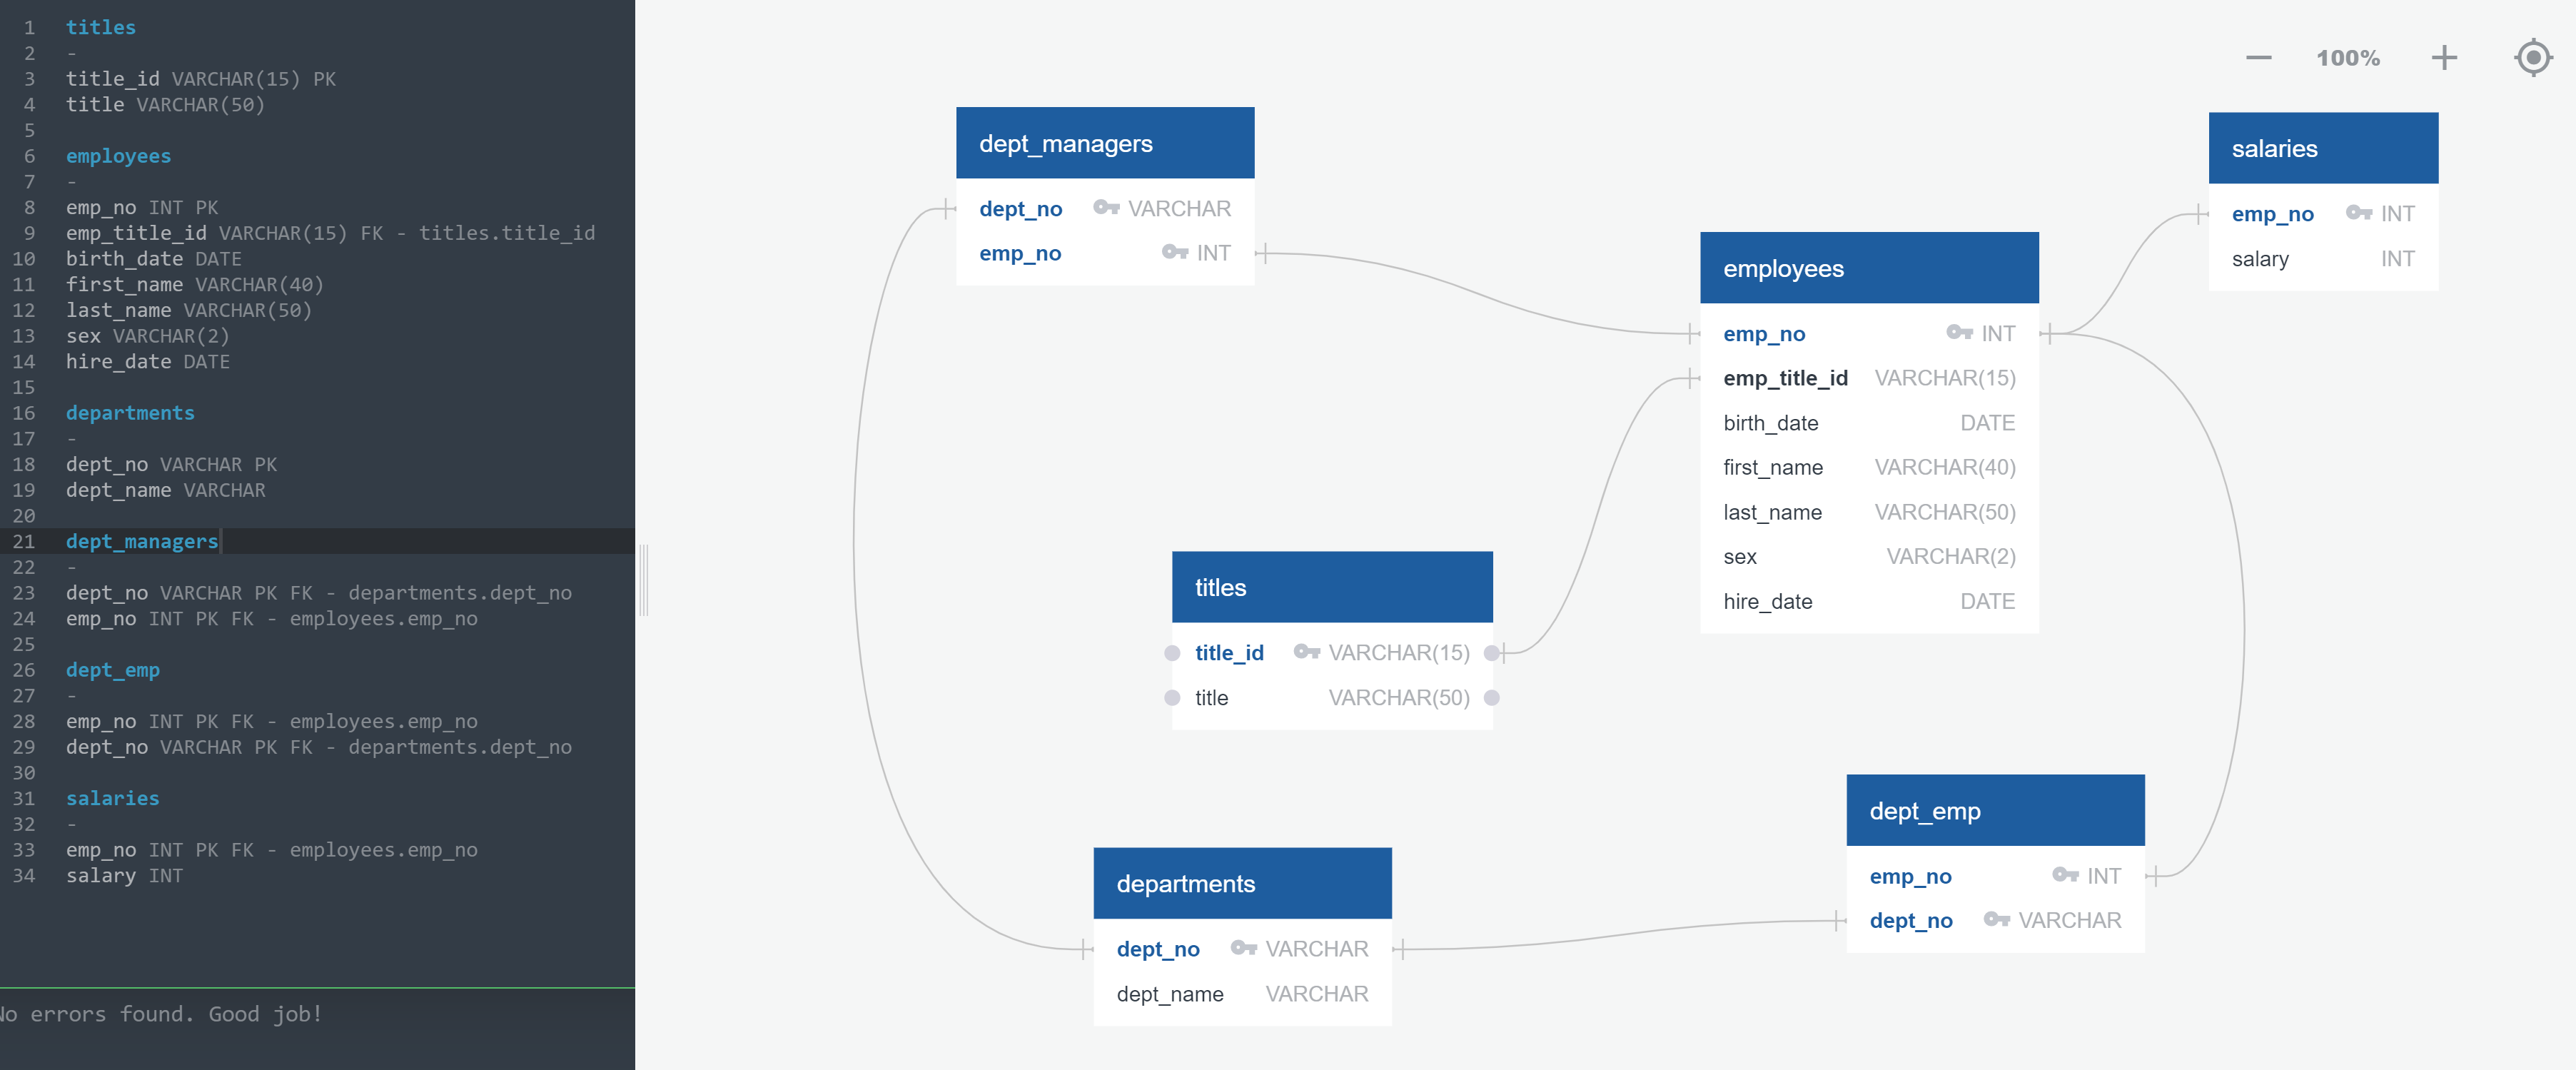 1 titles
2 -
3 title_id VARCHAR(15) PK
4 title VARCHAR(50)
5
6 employees
7 -
8 emp_no INT PK
9 emp_title_id VARCHAR(15) FK - titles.title_id
10 birth_date DATE
11 first_name VARCHAR(40)
12 last_name VARCHAR(50)
13 sex VARCHAR(2)
14 hire_date DATE
15
16 departments
17 -
18 dept_no VARCHAR PK
19 dept_name VARCHAR
20
21 dept_managers
22 -
23 dept_no VARCHAR PK FK - departments.dept_no
24 emp_no INT PK FK - employees.emp_no
25
26 dept_emp
27 -
28 emp_no INT PK FK - employees.emp_no
29 dept_no VARCHAR PK FK - departments.dept_no
30
31 salaries
32 -
33 emp_no INT PK FK - employees.emp_no
34 salary INT
No errors found. Good job!
100%
dept_managers
dept_no VARCHAR
emp_no INT
salaries
emp_no INT
salary INT
employees
emp_no INT
emp_title_id VARCHAR(15)
birth_date DATE
first_name VARCHAR(40)
last_name VARCHAR(50)
sex VARCHAR(2)
hire_date DATE
titles
title_id VARCHAR(15)
title VARCHAR(50)
departments
dept_no VARCHAR
dept_name VARCHAR
dept_emp
emp_no INT
dept_no VARCHAR